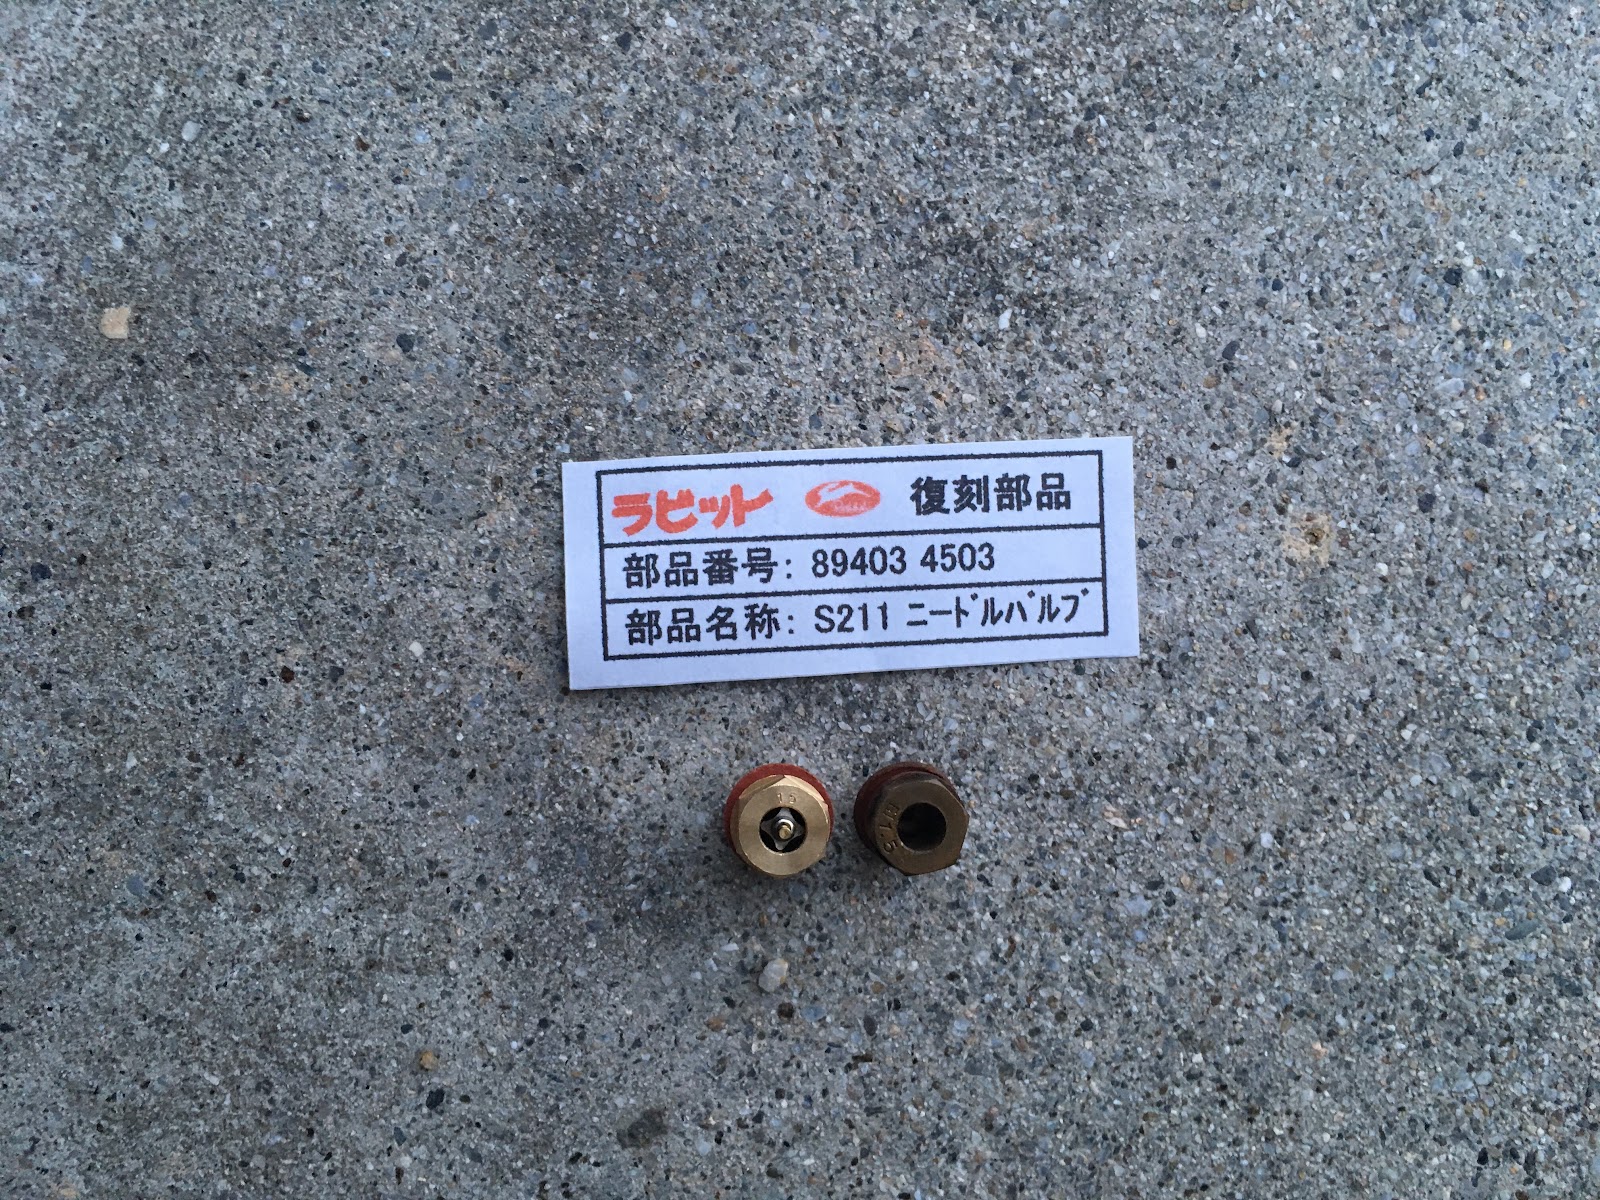 ラビット 復刻部品
部品番号: 89403 4503
部品名称: S211 ニードルバルブ
10